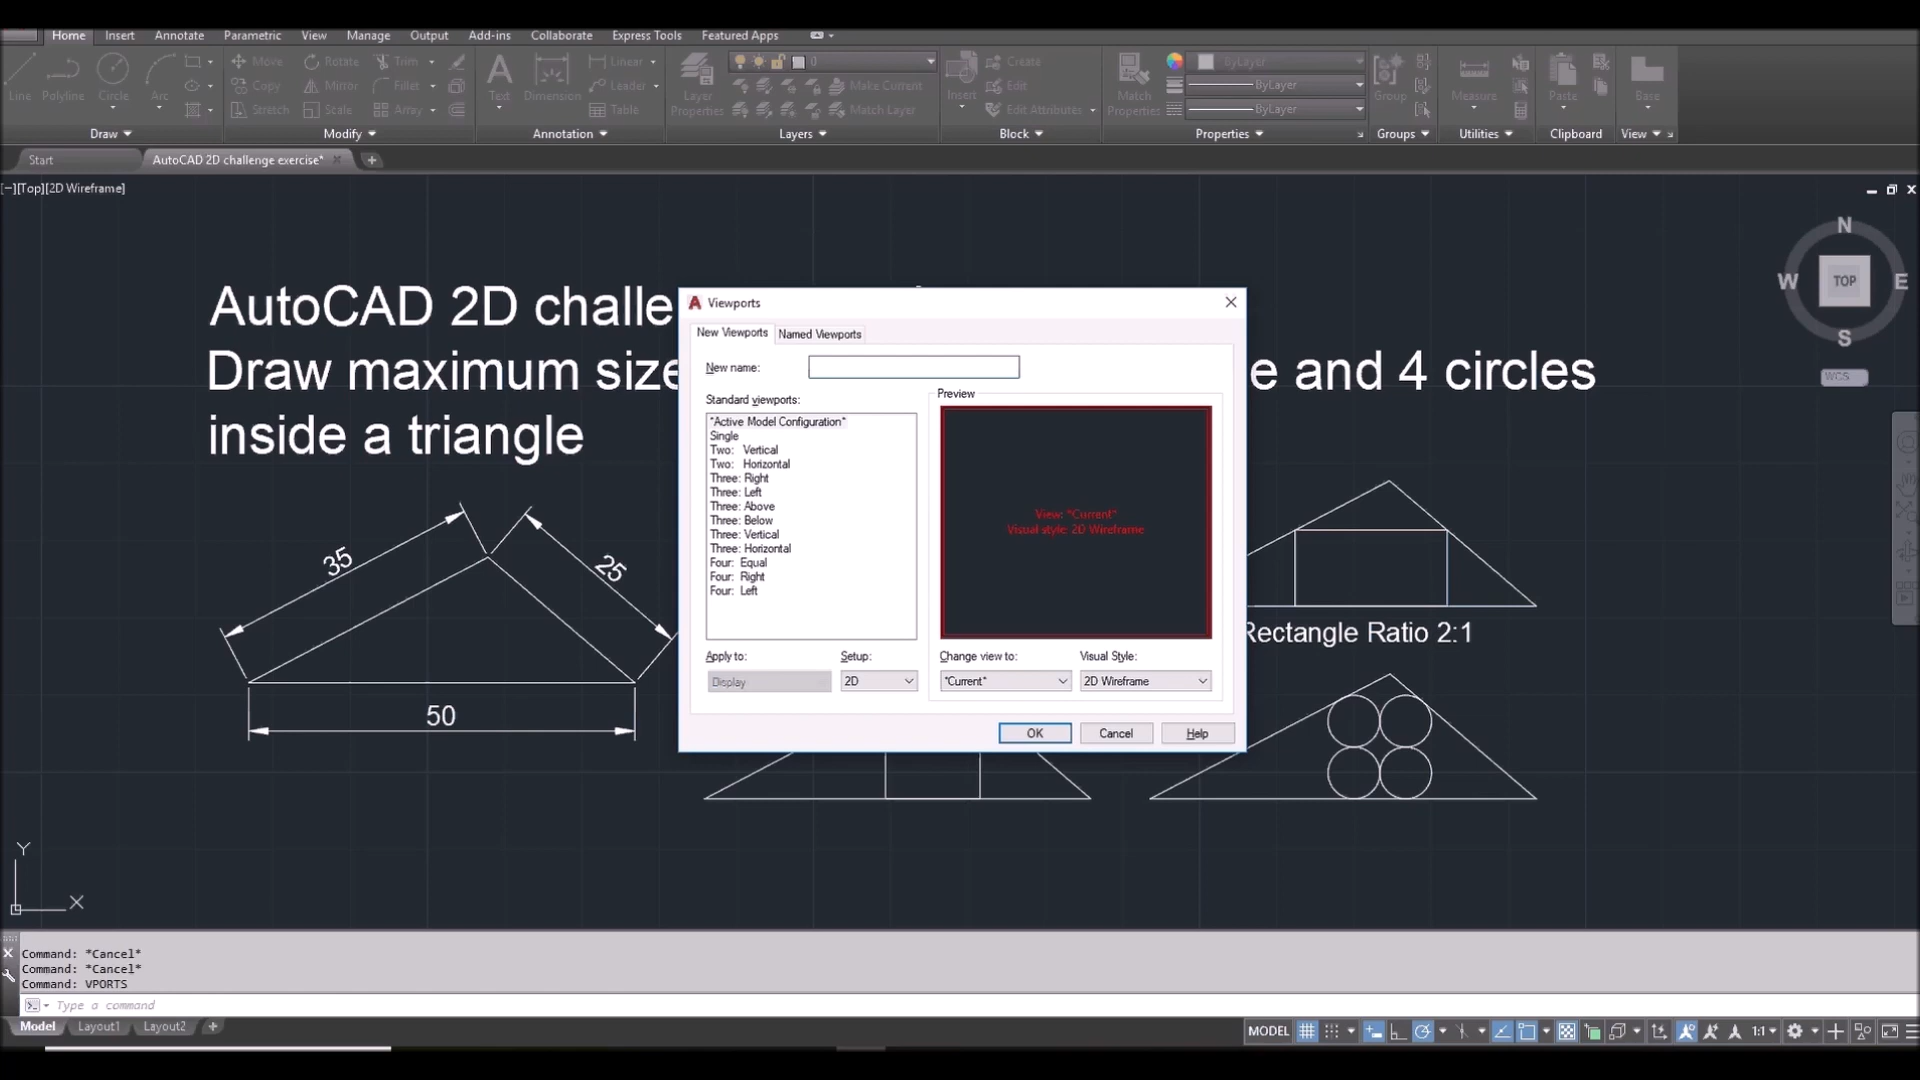 Home Insert Annotate Parametric View Manage Output Add-ins Collaborate Express Tools Featured Apps
Line Polyline Circle Arc
Move Rotate Trim
Copy Mirror Fillet
Stretch Scale Array
Text Dimension
Linear
Leader
Table
Layer Properties
0
Make Current
Match Layer
Insert
Create
Edit
Edit Attributes
Match Properties
ByLayer
ByLayer
ByLayer
Group
Measure
Paste
Base
Draw Modify Annotation Layers Block Properties Groups Utilities Clipboard View
Start AutoCAD 2D challenge exercise*
[−][Top][2D Wireframe]
AutoCAD 2D challe
Draw maximum size
e and 4 circles
inside a triangle
35
25
50
Rectangle Ratio 2:1
N
W TOP E
S
WCS
Viewports
New Viewports Named Viewports
New name:
Standard viewports:
*Active Model Configuration*
Single
Two: Vertical
Two: Horizontal
Three: Right
Three: Left
Three: Above
Three: Below
Three: Vertical
Three: Horizontal
Four: Equal
Four: Right
Four: Left
Preview
View: *Current*
Visual style: 2D Wireframe
Apply to: Setup: Change view to: Visual Style:
Display 2D *Current* 2D Wireframe
OK Cancel Help
Y
X
Command: *Cancel*
Command: *Cancel*
Command: VPORTS
Type a command
Model Layout1 Layout2
MODEL 1:1